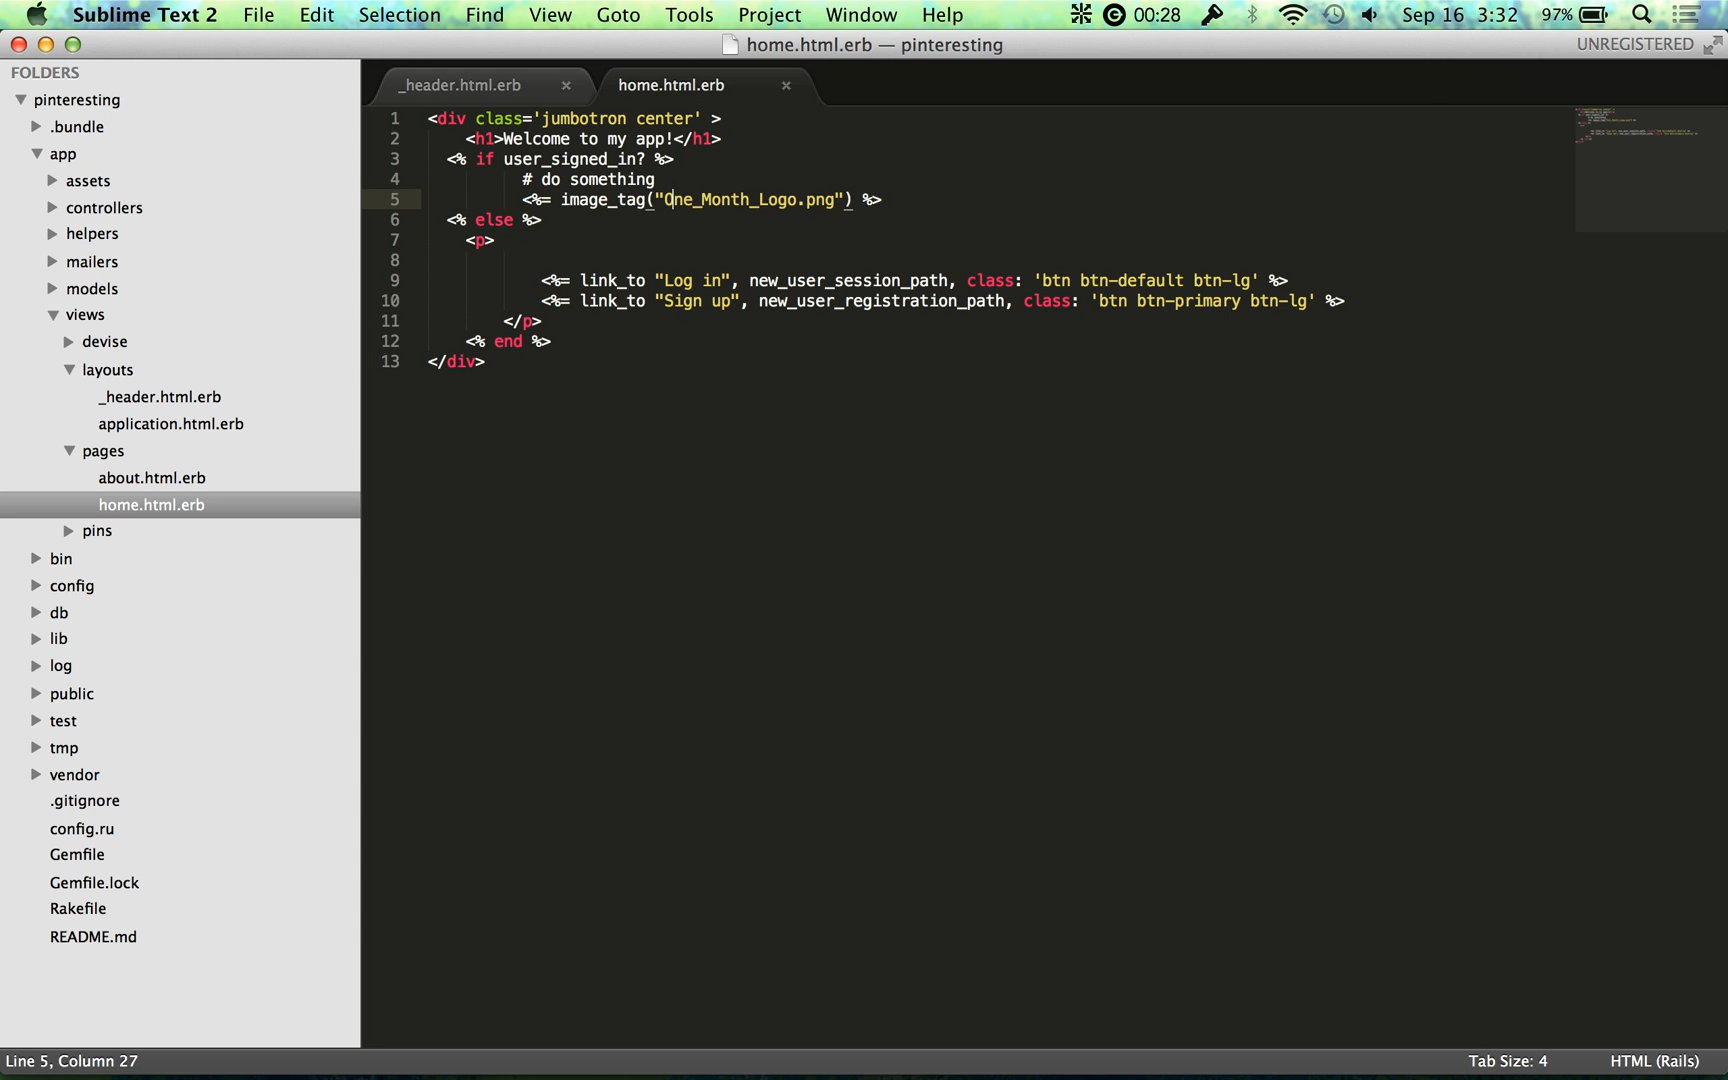 Sublime Text 2 File Edit Selection Find View Goto Tools Project Window Help 00:28 Sep 16 3:32 97%
home.html.erb — pinteresting UNREGISTERED
FOLDERS
pinteresting
.bundle
app
assets
controllers
helpers
mailers
models
views
devise
layouts
_header.html.erb
application.html.erb
pages
about.html.erb
home.html.erb
pins
bin
config
db
lib
log
public
test
tmp
vendor
.gitignore
config.ru
Gemfile
Gemfile.lock
Rakefile
README.md
_header.html.erb × home.html.erb ×
1 <div class='jumbotron center' >
2 <h1>Welcome to my app!</h1>
3 <% if user_signed_in? %>
4 # do something
5 <%= image_tag("One_Month_Logo.png") %>
6 <% else %>
7 <p>
8
9 <%= link_to "Log in", new_user_session_path, class: 'btn btn-default btn-lg' %>
10 <%= link_to "Sign up", new_user_registration_path, class: 'btn btn-primary btn-lg' %>
11 </p>
12 <% end %>
13 </div>
Line 5, Column 27 Tab Size: 4 HTML (Rails)